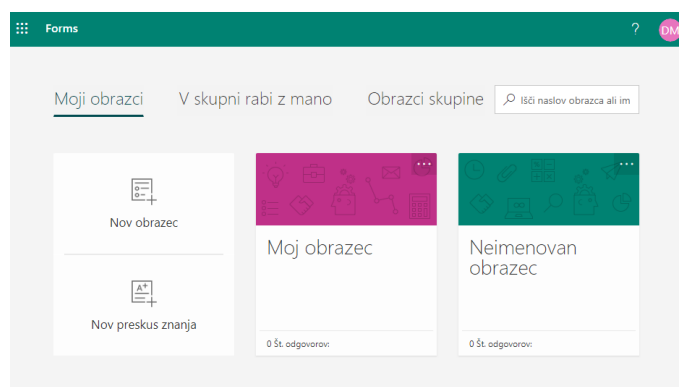 Forms
?
DM
Moji obrazci
V skupni rabi z mano
Obrazci skupine
Išči naslov obrazca ali im
Nov obrazec
A+
Nov preskus znanja
Moj obrazec
0 Št. odgovorov:
Neimenovan
obrazec
0 Št. odgovorov: